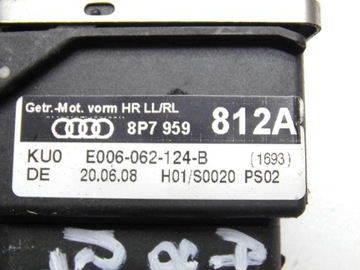 Getr.-Mot. vorm HR LL/RL
8P7 959 812A
KU0 E006-062-124-B (1693)
DE 20.06.08 H01/S0020 PS02